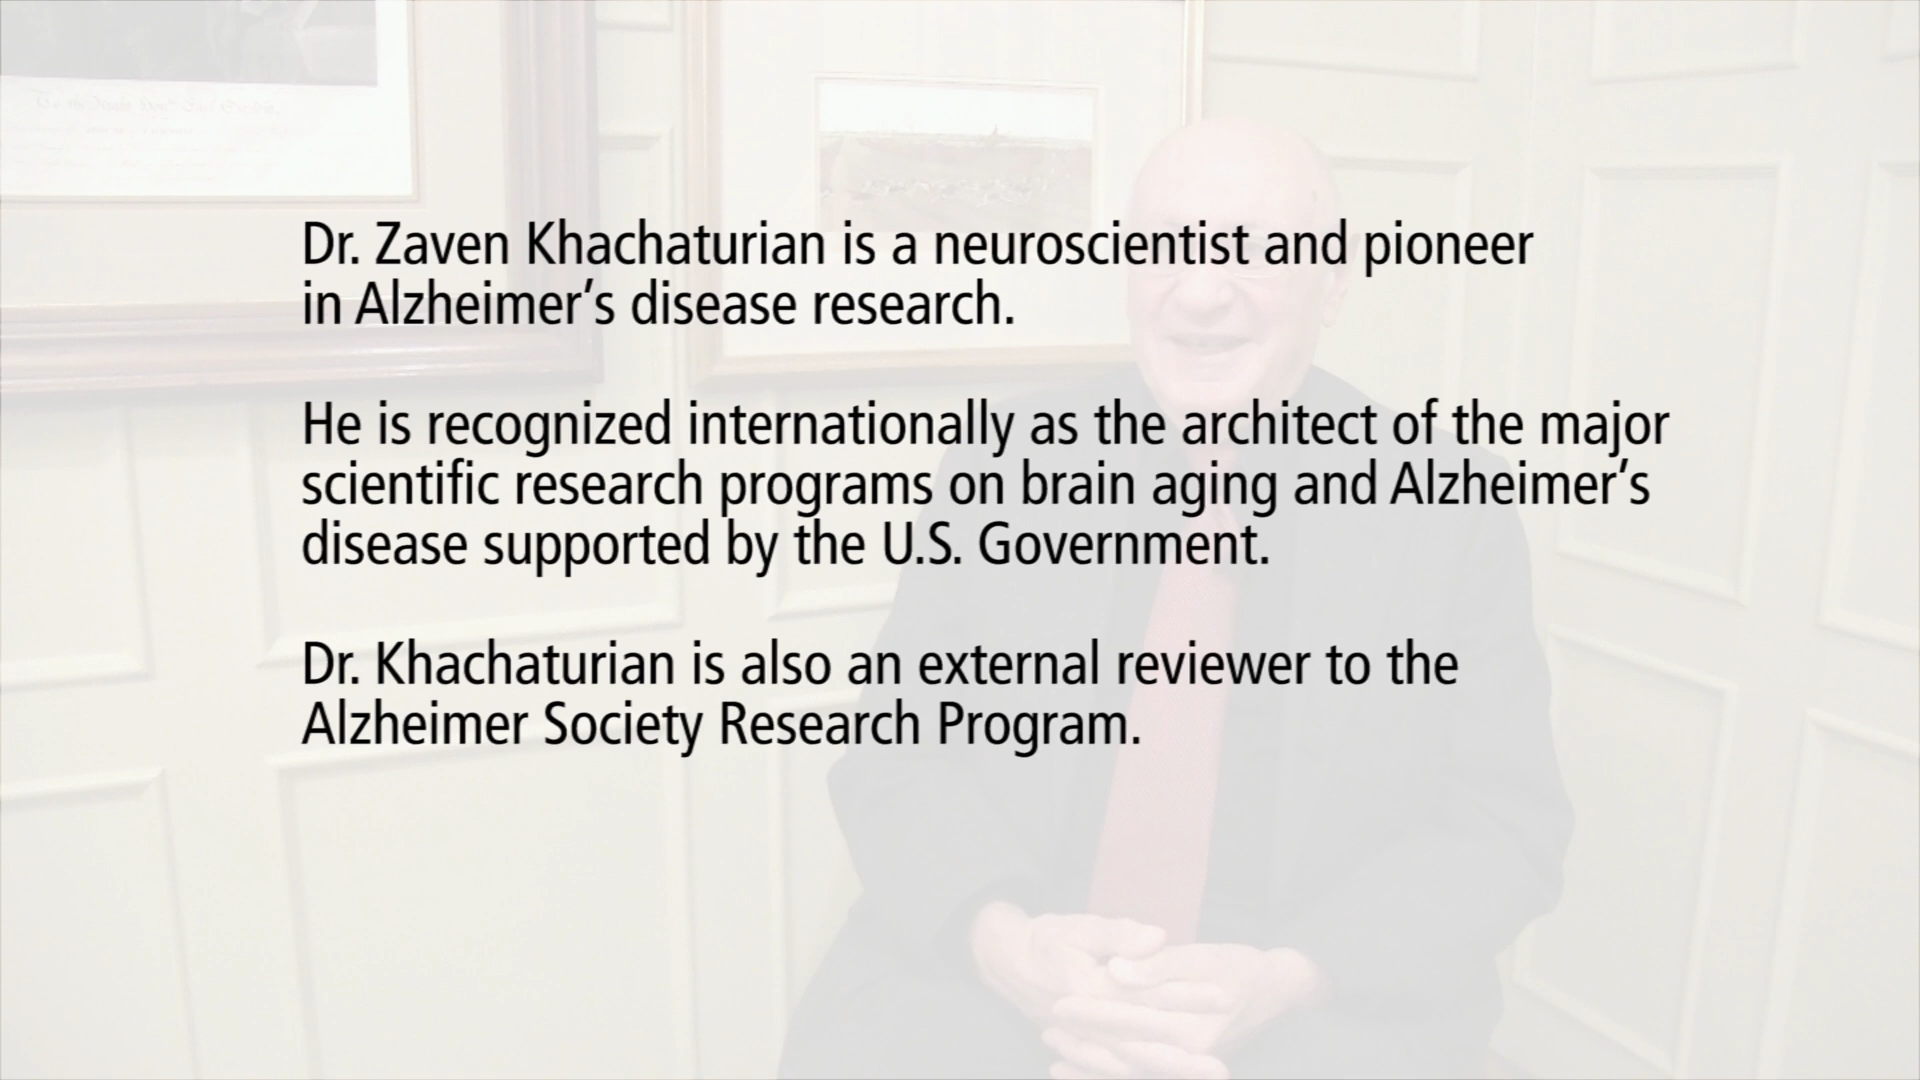 Dr. Zaven Khachaturian is a neuroscientist and pioneer
in Alzheimer’s disease research.
He is recognized internationally as the architect of the major
scientific research programs on brain aging and Alzheimer’s
disease supported by the U.S. Government.
Dr. Khachaturian is also an external reviewer to the
Alzheimer Society Research Program.